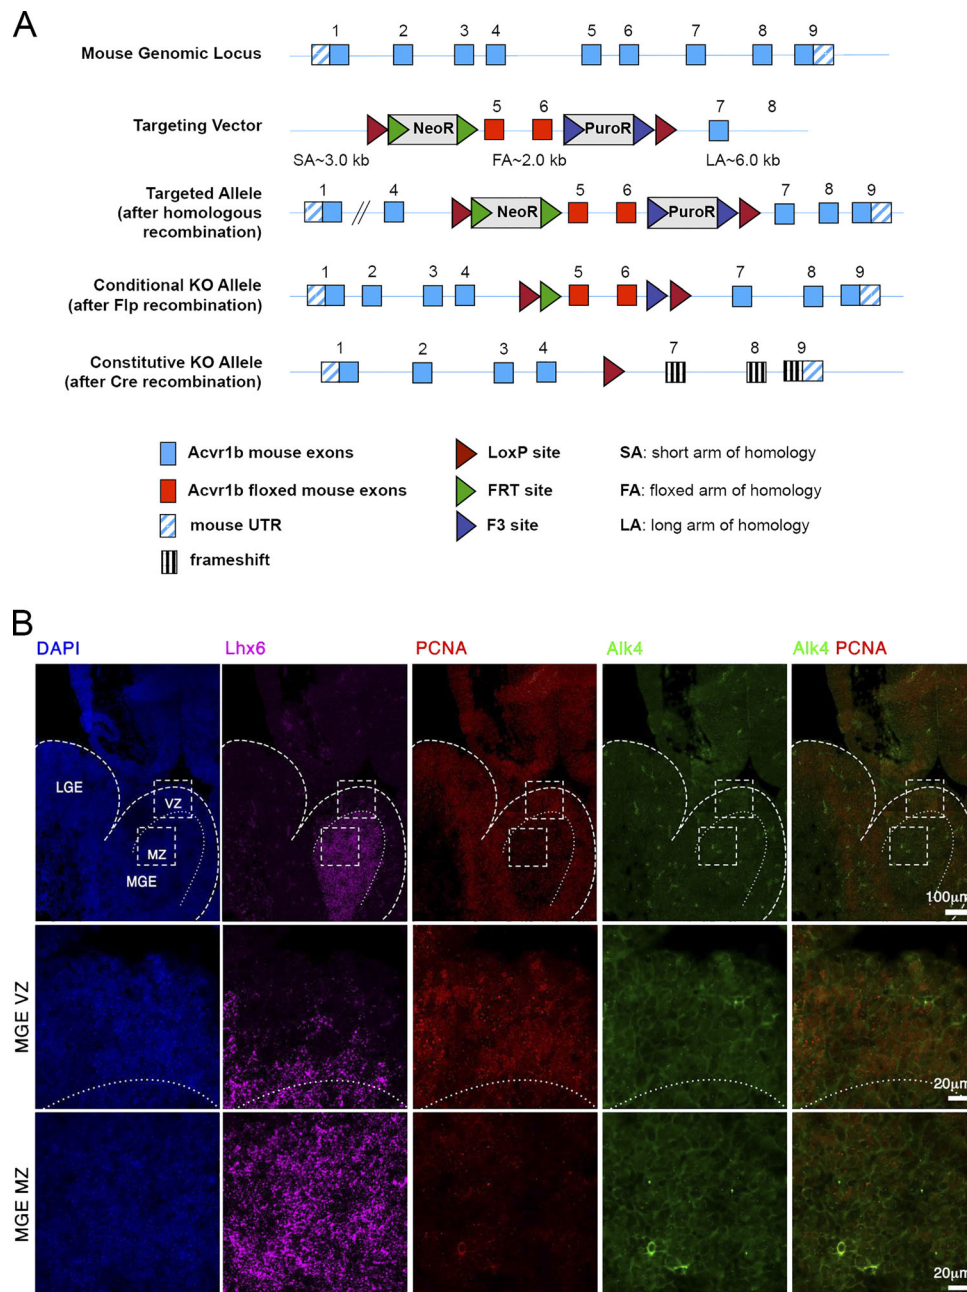 A
Mouse Genomic Locus
1 2 3 4 5 6 7 8 9
Targeting Vector
NeoR 5 6 PuroR 7 8
SA~3.0 kb FA~2.0 kb LA~6.0 kb
Targeted Allele
(after homologous
recombination)
1 4 NeoR 5 6 PuroR 7 8 9
Conditional KO Allele
(after Flp recombination)
1 2 3 4 5 6 7 8 9
Constitutive KO Allele
(after Cre recombination)
1 2 3 4 7 8 9
Acvr1b mouse exons
Acvr1b floxed mouse exons
mouse UTR
frameshift
LoxP site
FRT site
F3 site
SA: short arm of homology
FA: floxed arm of homology
LA: long arm of homology
B
DAPI Lhx6 PCNA Alk4 Alk4 PCNA
LGE
VZ
MZ
MGE
100μm
MGE VZ
20μm
MGE MZ
20μm